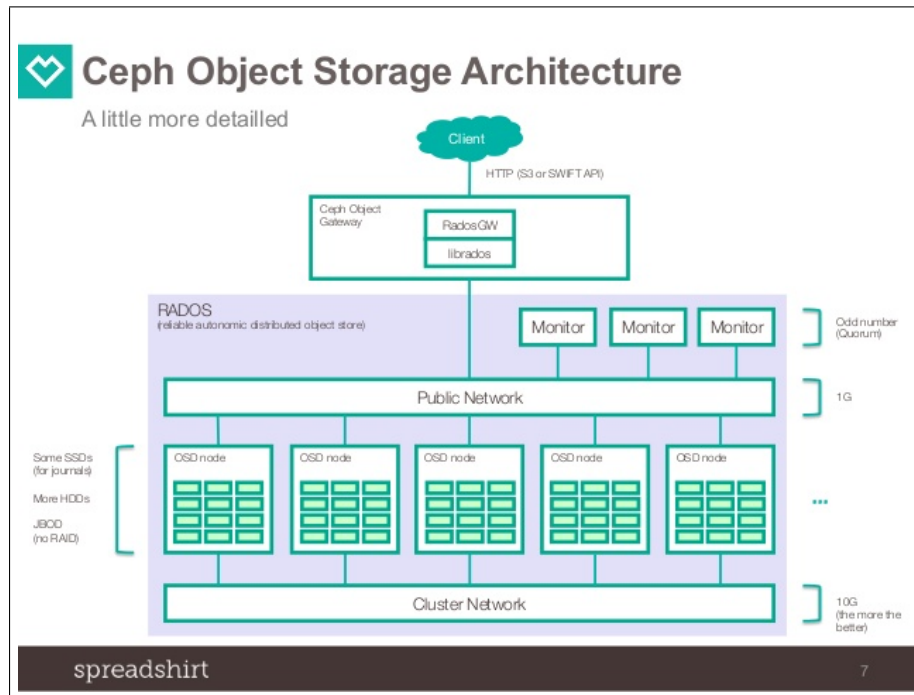 Ceph Object Storage Architecture
A little more detailled
Client
HTTP (S3 or SWIFT API)
Ceph Object
Gateway
RadosGW
librados
RADOS
(reliable autonomic distributed object store)
Monitor
Monitor
Monitor
Odd number
(Quorum)
Public Network
1G
Some SSDs
(for journals)
More HDDs
JBOD
(no RAID)
OSD node
OSD node
OSD node
OSD node
OSD node
...
Cluster Network
10G
(the more the
better)
spreadshirt
7